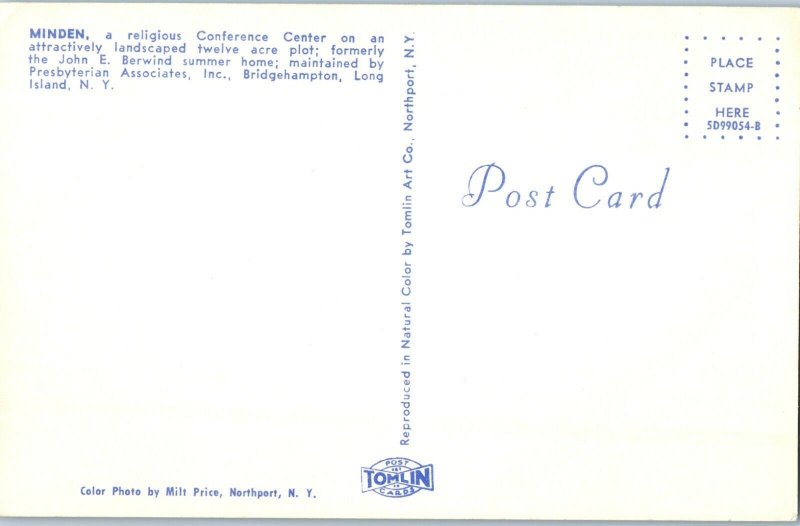 MINDEN, a religious Conference Center on an
attractively landscaped twelve acre plot; formerly
the John E. Berwind summer home; maintained by
Presbyterian Associates, Inc., Bridgehampton, Long
Island, N. Y.
Reproduced in Natural Color by Tomlin Art Co., Northport, N.Y.
PLACE
STAMP
HERE
5D99054-B
Post Card
Color Photo by Milt Price, Northport, N. Y.
POST
TOMLIN
CARDS